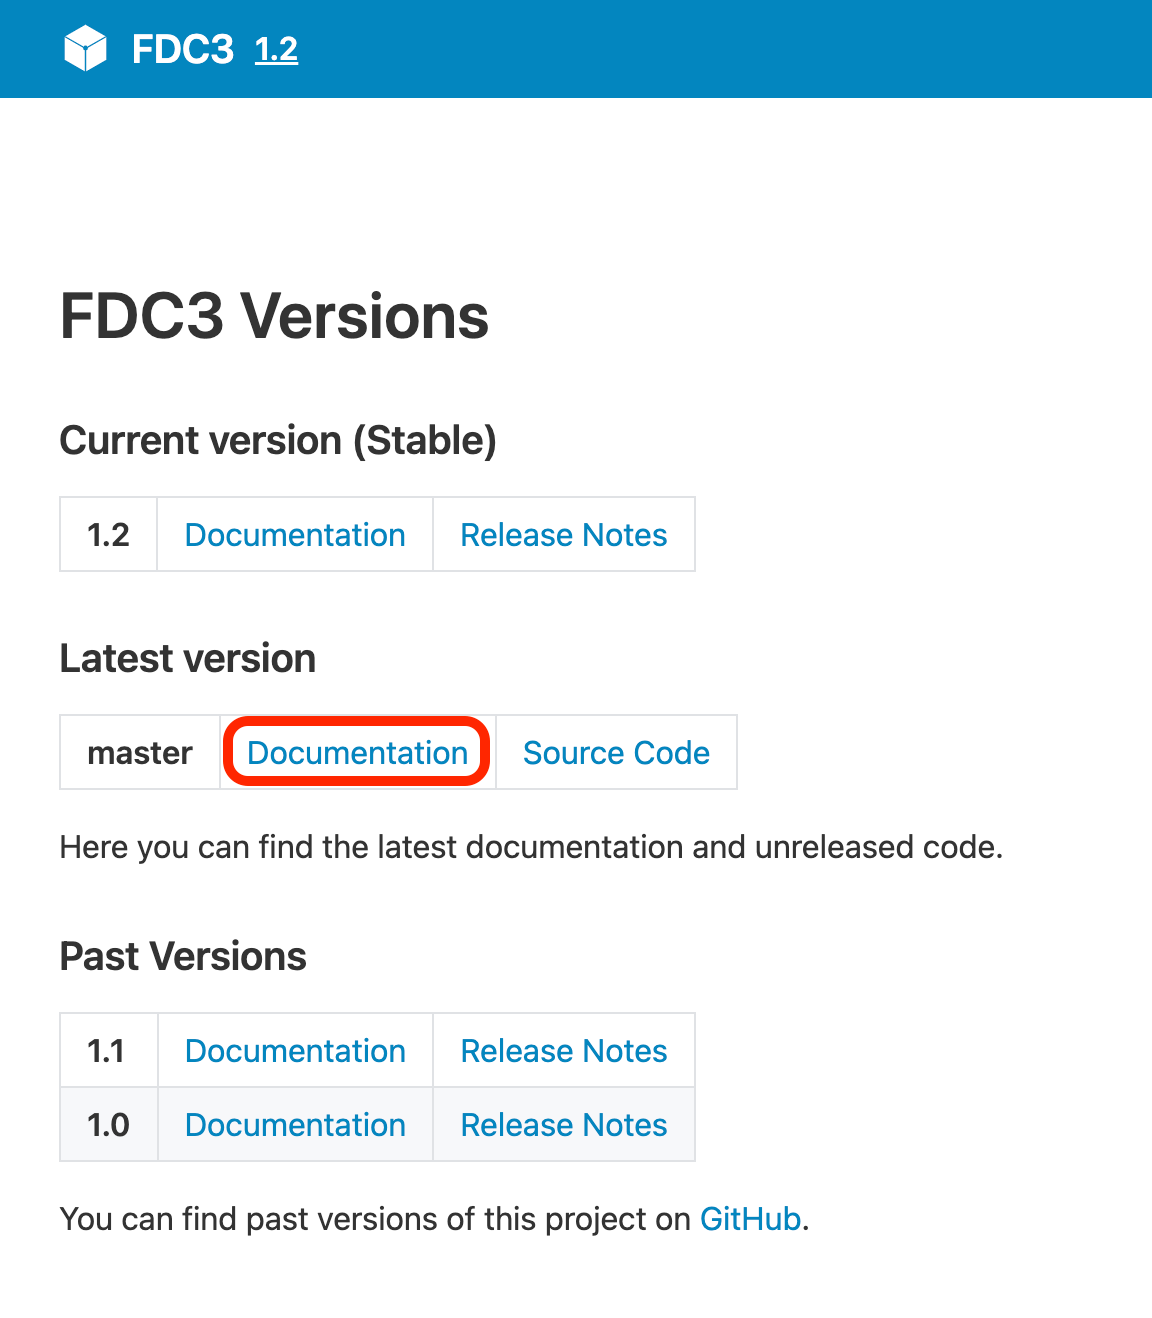 FDC3 1.2
FDC3 Versions
Current version (Stable)
1.2 Documentation Release Notes
Latest version
master Documentation Source Code
Here you can find the latest documentation and unreleased code.
Past Versions
1.1 Documentation Release Notes
1.0 Documentation Release Notes
You can find past versions of this project on GitHub.